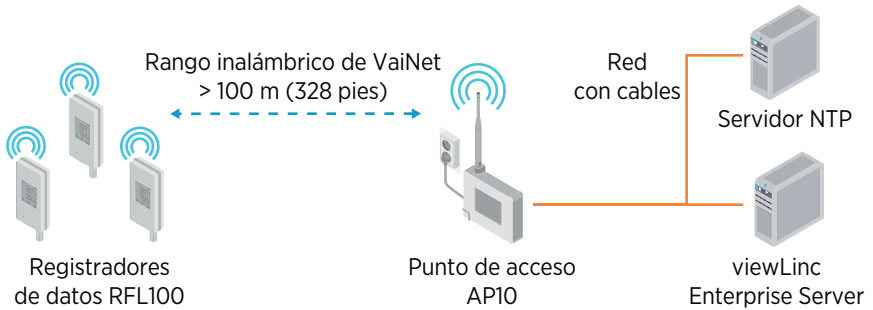 Rango inalámbrico de VaiNet
> 100 m (328 pies)
Red
con cables
Servidor NTP
Registradores
de datos RFL100
Punto de acceso
AP10
viewLinc
Enterprise Server